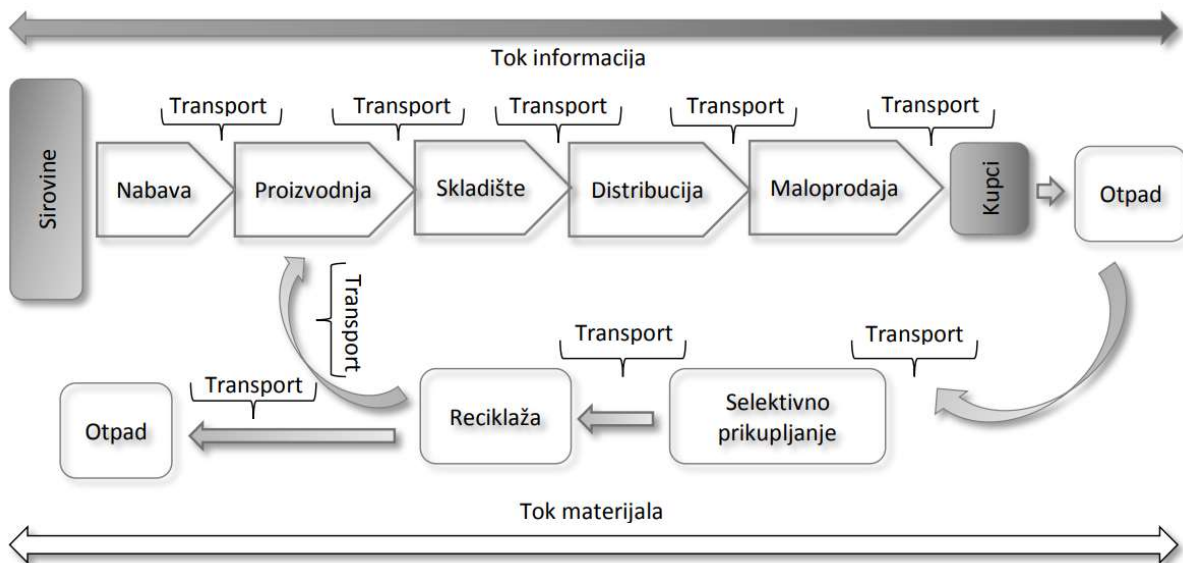 Tok informacija
Transport
Transport
Transport
Transport
Transport
Sirovine
Nabava
Proizvodnja
Skladište
Distribucija
Maloprodaja
Kupci
Otpad
Transport
Transport
Transport
Transport
Otpad
Reciklaža
Selektivno
prikupljanje
Tok materijala